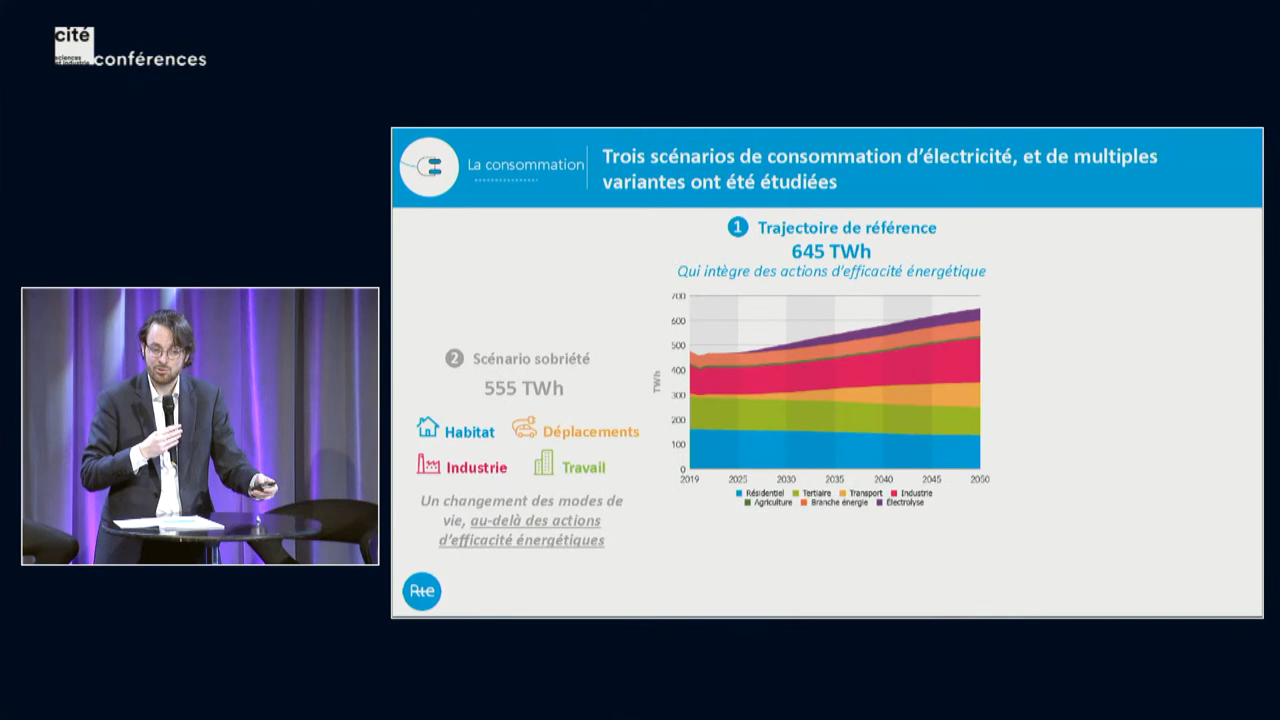 cité
sciences
et industrie
conférences
La consommation
Trois scénarios de consommation d'électricité, et de multiples
variantes ont été étudiées
1 Trajectoire de référence
645 TWh
Qui intègre des actions d'efficacité énergétique
700
600
500
400
300
200
100
0
TWh
2019 2025 2030 2035 2040 2045 2050
Résidentiel Tertiaire Transport Industrie
Agriculture Branche énergie Électrolyse
2 Scénario sobriété
555 TWh
Habitat Déplacements
Industrie Travail
Un changement des modes de
vie, au-delà des actions
d'efficacité énergétiques
Rte